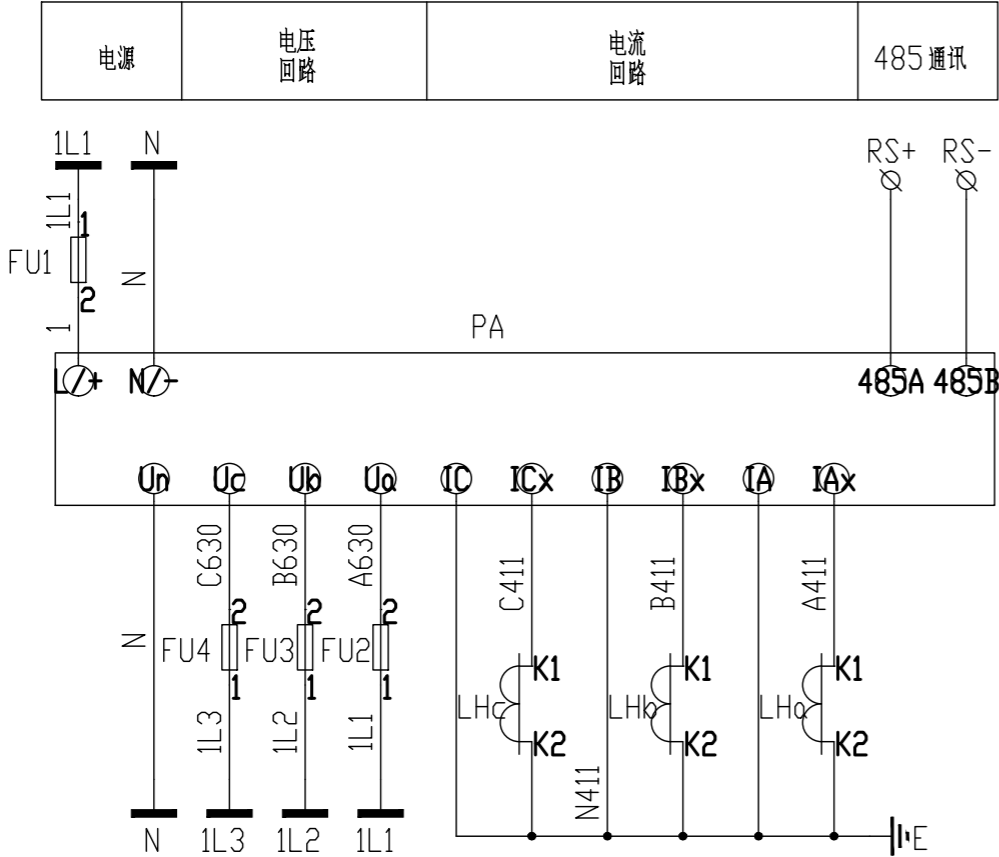 电源
电压
回路
电流
回路
485通讯
1L1
N
RS+
RS-
1L1
1
FU1
2
N
1
PA
L/+
N/-
485A
485B
Un
Uc
Ub
Ua
IC
ICx
IB
IBx
IA
IAx
C630
B630
A630
C411
B411
A411
2
2
2
N
FU4
FU3
FU2
1
1
1
K1
K1
K1
LHc
LHb
LHa
K2
K2
K2
1L3
1L2
1L1
N411
N
1L3
1L2
1L1
E